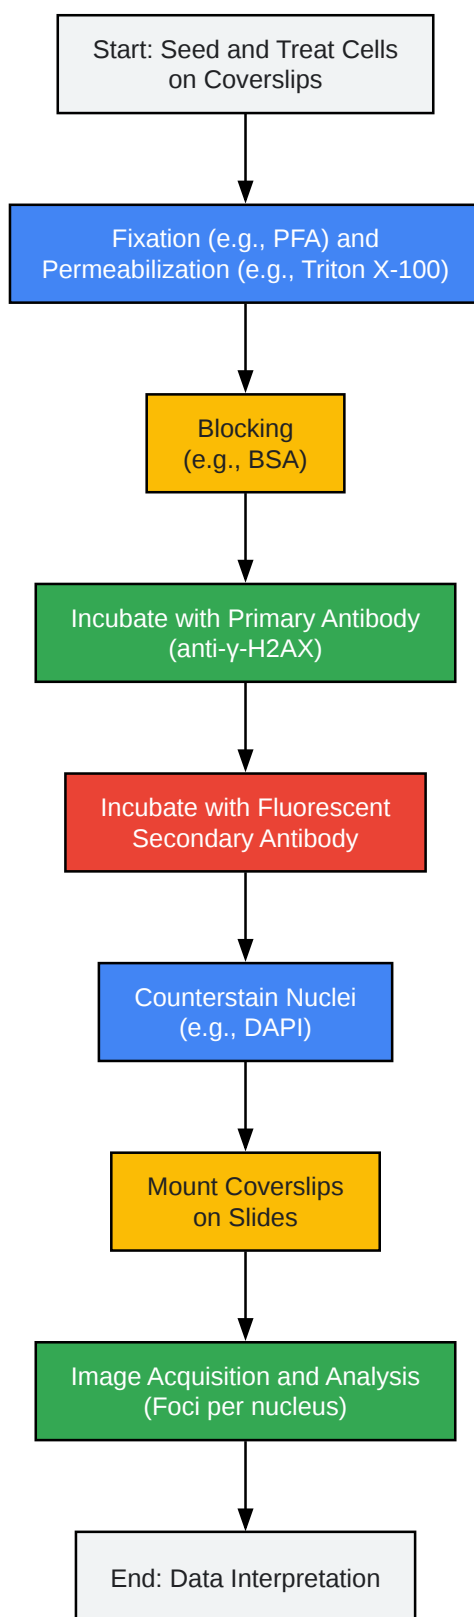 Start: Seed and Treat Cells
on Coverslips
Fixation (e.g., PFA) and
Permeabilization (e.g., Triton X-100)
Blocking
(e.g., BSA)
Incubate with Primary Antibody
(anti-γ-H2AX)
Incubate with Fluorescent
Secondary Antibody
Counterstain Nuclei
(e.g., DAPI)
Mount Coverslips
on Slides
Image Acquisition and Analysis
(Foci per nucleus)
End: Data Interpretation